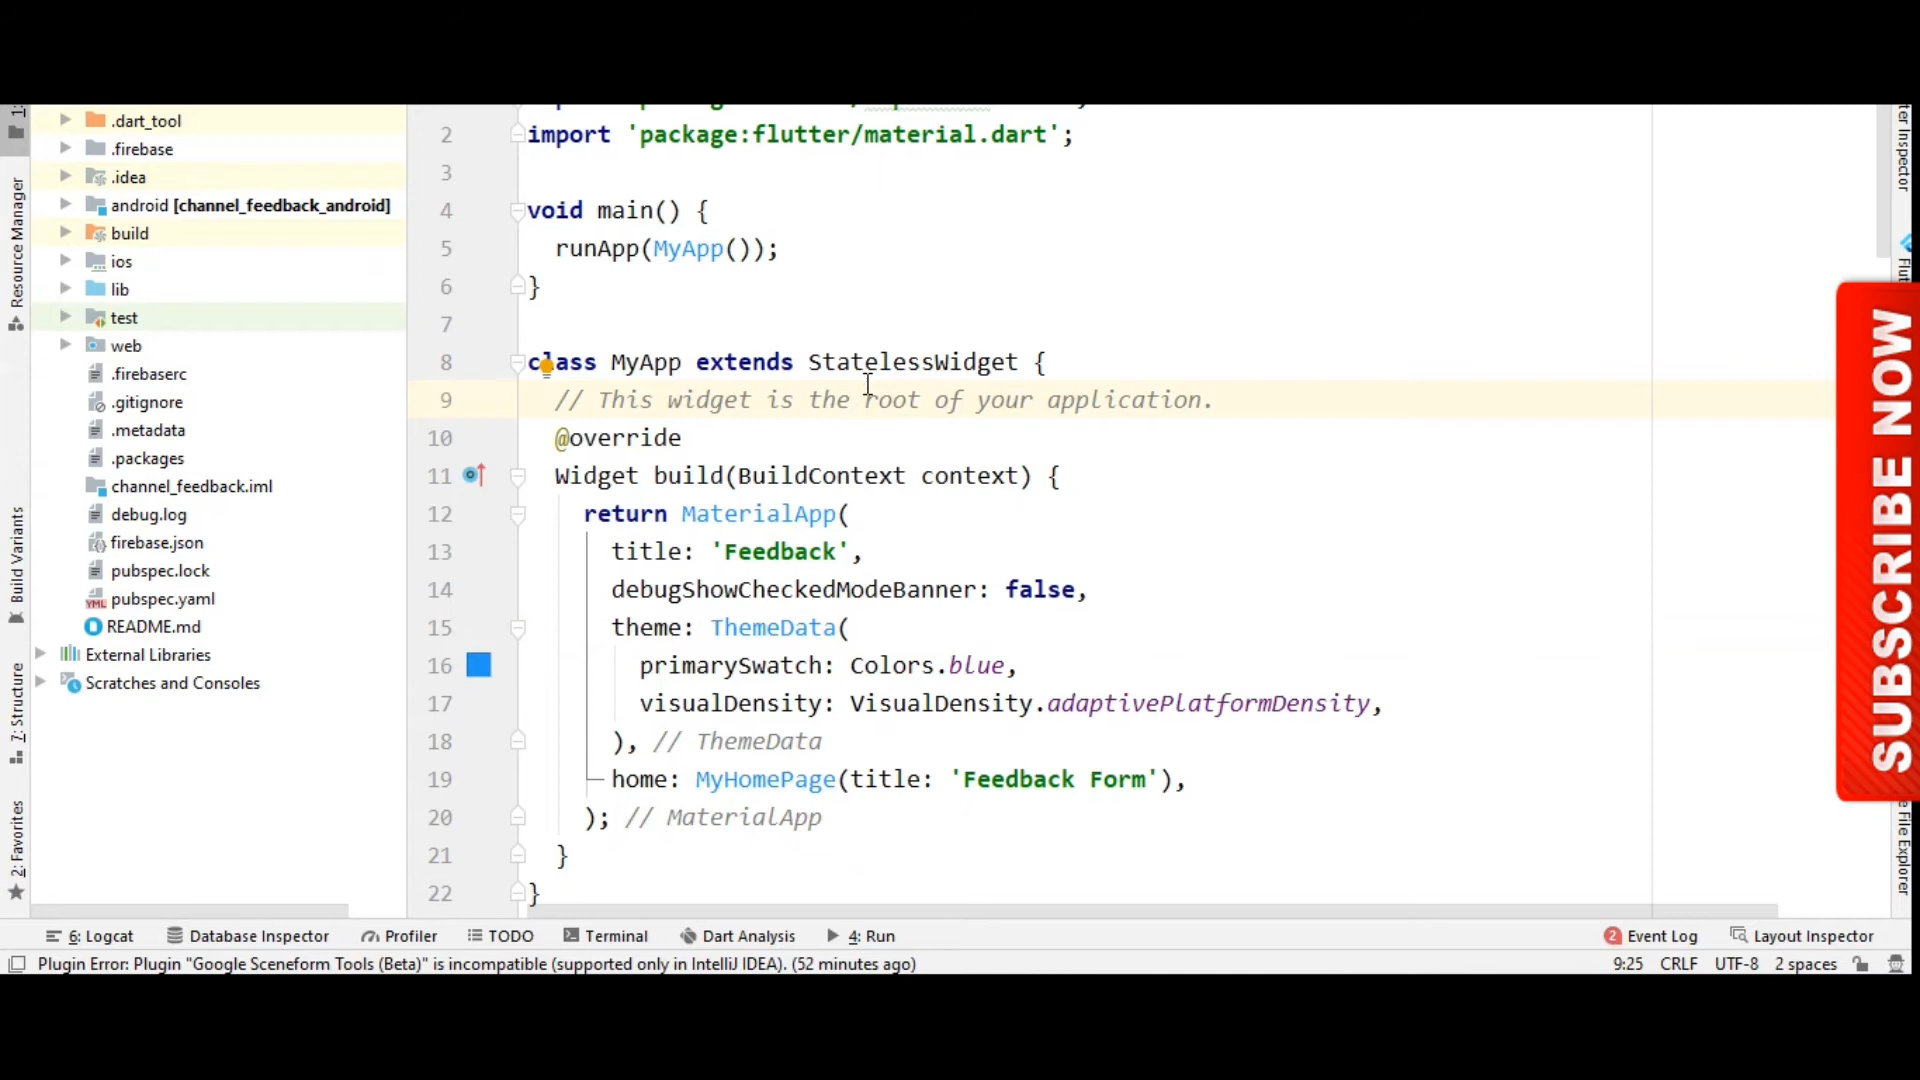 1:
Resource Manager
Build Variants
7: Structure
2: Favorites
.dart_tool
.firebase
.idea
android [channel_feedback_android]
build
ios
lib
test
web
.firebaserc
.gitignore
.metadata
.packages
channel_feedback.iml
debug.log
firebase.json
pubspec.lock
YML pubspec.yaml
README.md
External Libraries
Scratches and Consoles
2 import 'package:flutter/material.dart';
3
4 void main() {
5 runApp(MyApp());
6 }
7
8 class MyApp extends StatelessWidget {
9 // This widget is the root of your application.
10 @override
11 Widget build(BuildContext context) {
12 return MaterialApp(
13 title: 'Feedback',
14 debugShowCheckedModeBanner: false,
15 theme: ThemeData(
16 primarySwatch: Colors.blue,
17 visualDensity: VisualDensity.adaptivePlatformDensity,
18 ), // ThemeData
19 home: MyHomePage(title: 'Feedback Form'),
20 ); // MaterialApp
21 }
22 }
Inspector
SUBSCRIBE NOW
File Explorer
6: Logcat Database Inspector Profiler TODO Terminal Dart Analysis 4: Run 2 Event Log Layout Inspector
Plugin Error: Plugin "Google Sceneform Tools (Beta)" is incompatible (supported only in IntelliJ IDEA). (52 minutes ago) 9:25 CRLF UTF-8 2 spaces